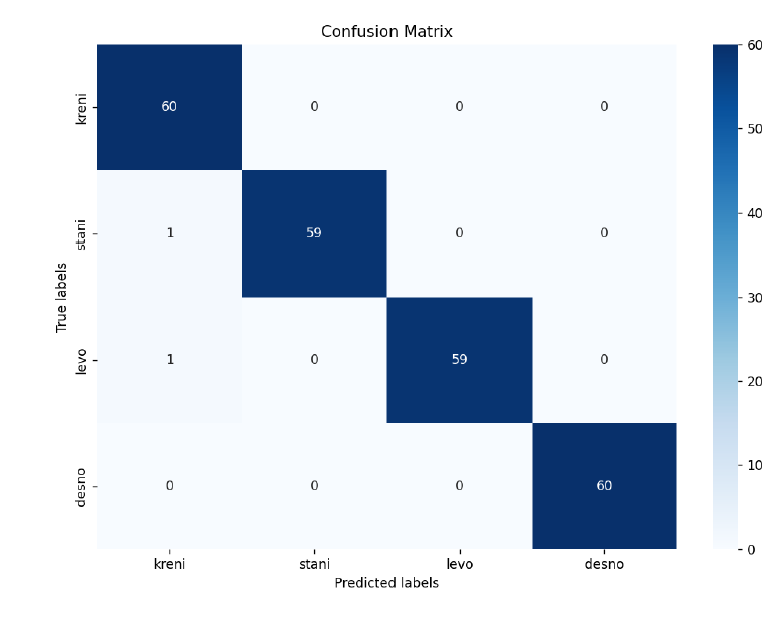 Confusion Matrix
True labels
kreni 60 0 0 0
stani 1 59 0 0
levo 1 0 59 0
desno 0 0 0 60
kreni stani levo desno
Predicted labels
60
50
40
30
20
10
0